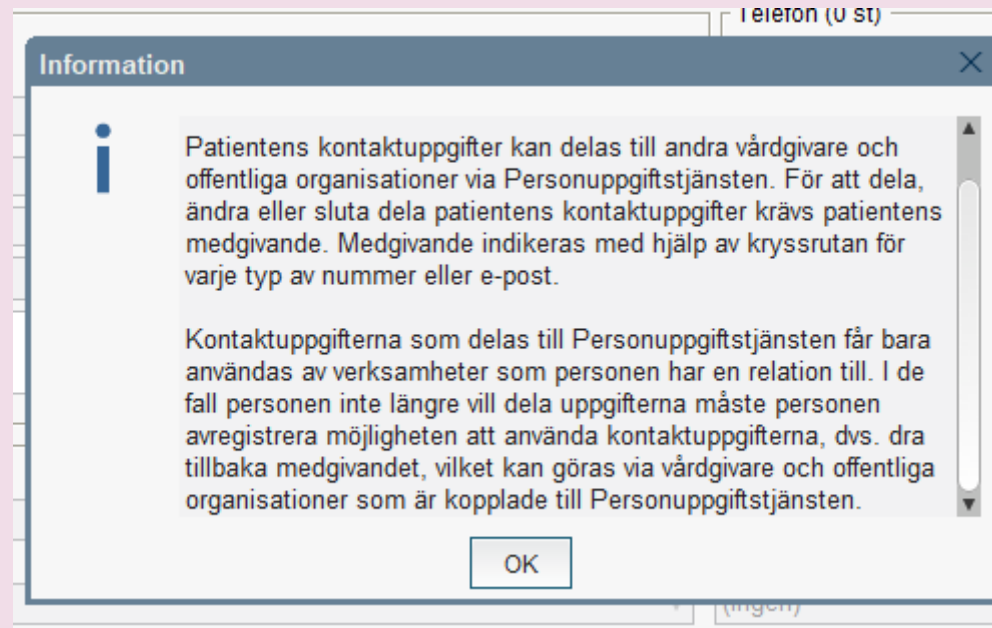 Telefon (0 st)
Information
Patientens kontaktuppgifter kan delas till andra vårdgivare och
offentliga organisationer via Personuppgiftstjänsten. För att dela,
ändra eller sluta dela patientens kontaktuppgifter krävs patientens
medgivande. Medgivande indikeras med hjälp av kryssrutan för
varje typ av nummer eller e-post.
Kontaktuppgifterna som delas till Personuppgiftstjänsten får bara
användas av verksamheter som personen har en relation till. I de
fall personen inte längre vill dela uppgifterna måste personen
avregistrera möjligheten att använda kontaktuppgifterna, dvs. dra
tillbaka medgivandet, vilket kan göras via vårdgivare och offentliga
organisationer som är kopplade till Personuppgiftstjänsten.
OK
(Ingen)